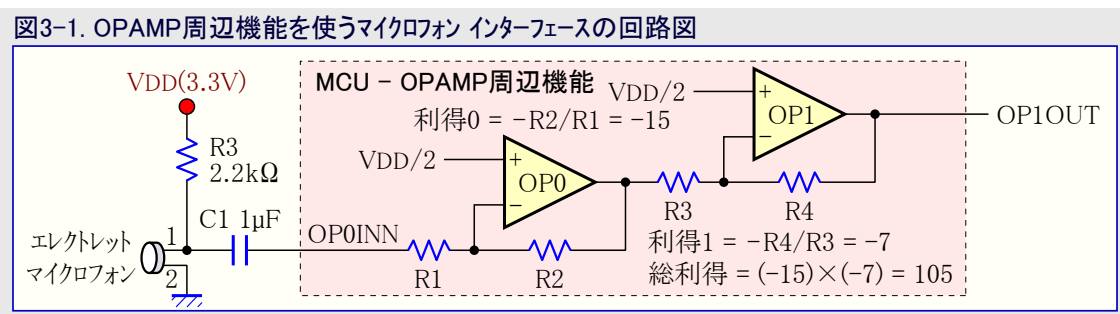 図3-1. OPAMP周辺機能を使うマイクロフォン インターフェースの回路図
VDD(3.3V)
MCU - OPAMP周辺機能
VDD/2
利得0 = -R2/R1 = -15
+
OP1
-
OP1OUT
R3
2.2kΩ
VDD/2
+
OP0
-
R3
R4
C1 1µF
OP0INN
エレクトレット
マイクロフォン
1
2
R1
R2
利得1 = -R4/R3 = -7
総利得 = (-15)×(-7) = 105